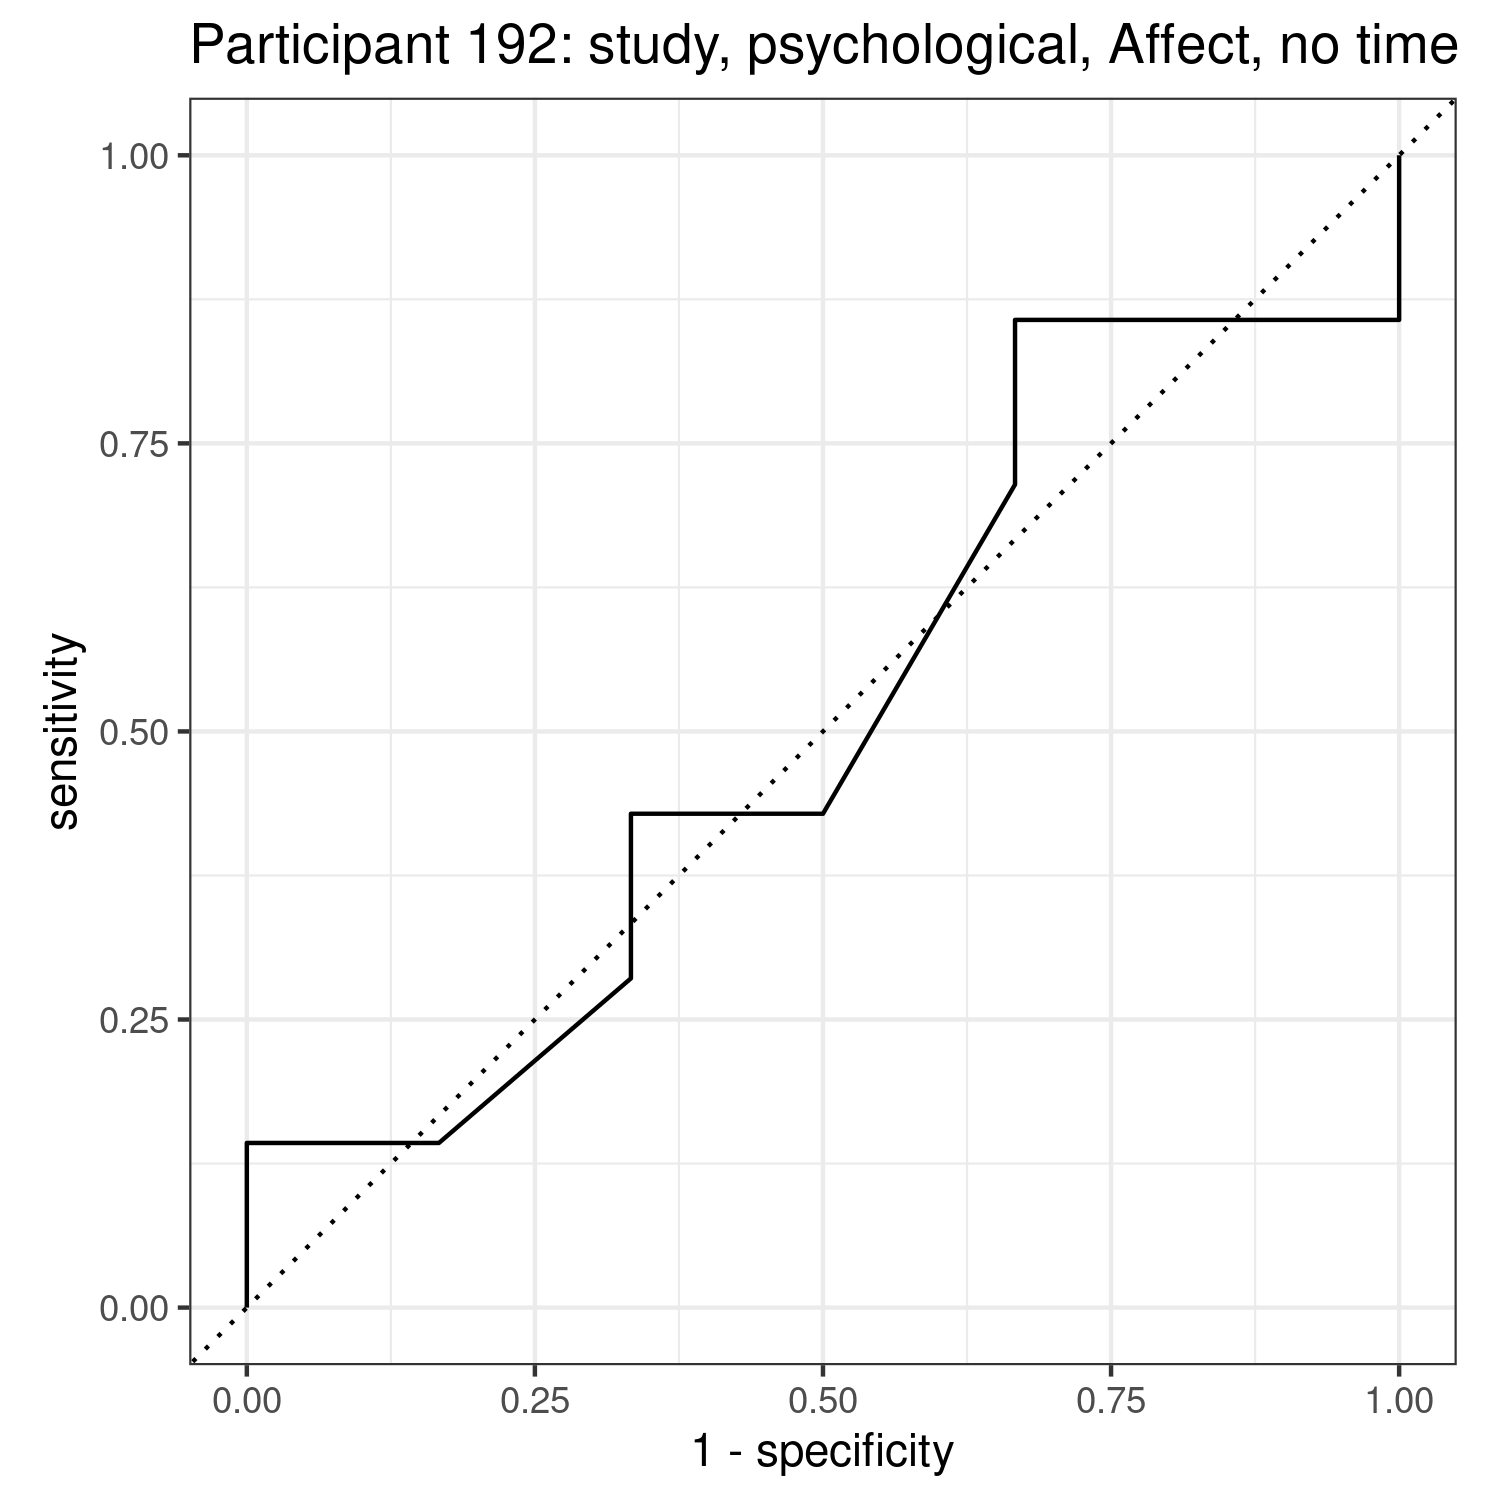 Participant 192: study, psychological, Affect, no time
1.00
0.75
0.50
0.25
0.00
sensitivity
0.00 0.25 0.50 0.75 1.00
1 - specificity